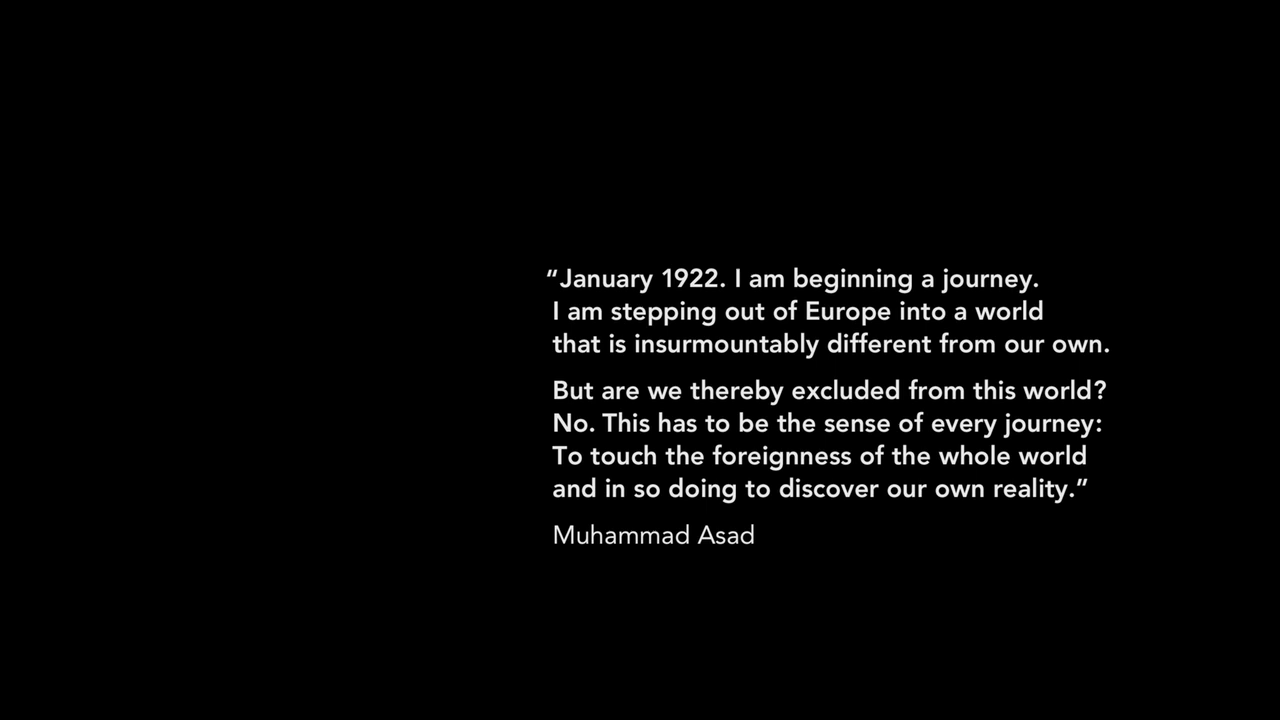 “January 1922. I am beginning a journey.
I am stepping out of Europe into a world
that is insurmountably different from our own.
But are we thereby excluded from this world?
No. This has to be the sense of every journey:
To touch the foreignness of the whole world
and in so doing to discover our own reality.”
Muhammad Asad